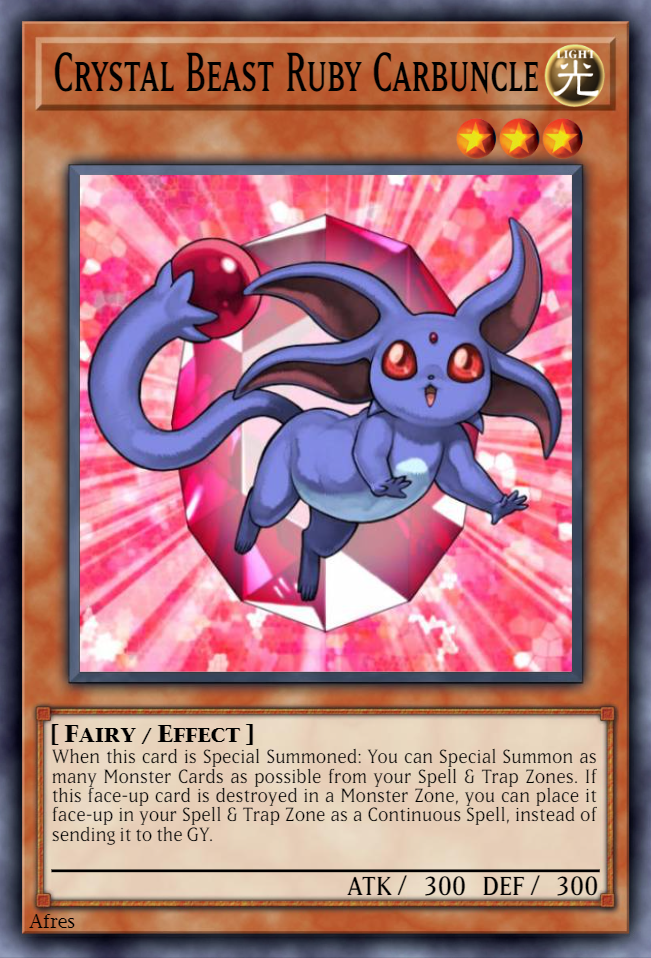 Crystal Beast Ruby Carbuncle
LIGHT
光
[ Fairy / Effect ]
When this card is Special Summoned: You can Special Summon as
many Monster Cards as possible from your Spell & Trap Zones. If
this face-up card is destroyed in a Monster Zone, you can place it
face-up in your Spell & Trap Zone as a Continuous Spell, instead of
sending it to the GY.
ATK / 300 DEF / 300
Afres